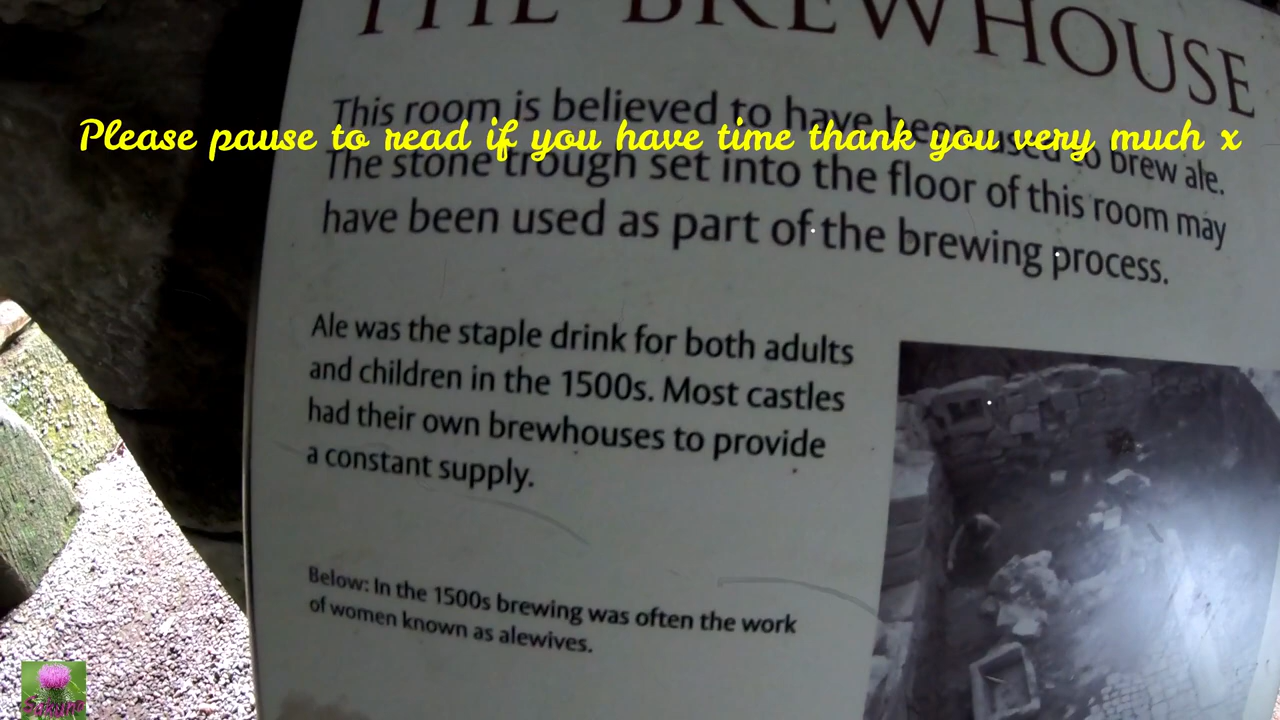 THE BREWHOUSE
This room is believed to have been used to brew ale.
Please pause to read if you have time thank you very much x
The stone trough set into the floor of this room may
have been used as part of the brewing process.
Ale was the staple drink for both adults
and children in the 1500s. Most castles
had their own brewhouses to provide
a constant supply.
Below: In the 1500s brewing was often the work
of women known as alewives.